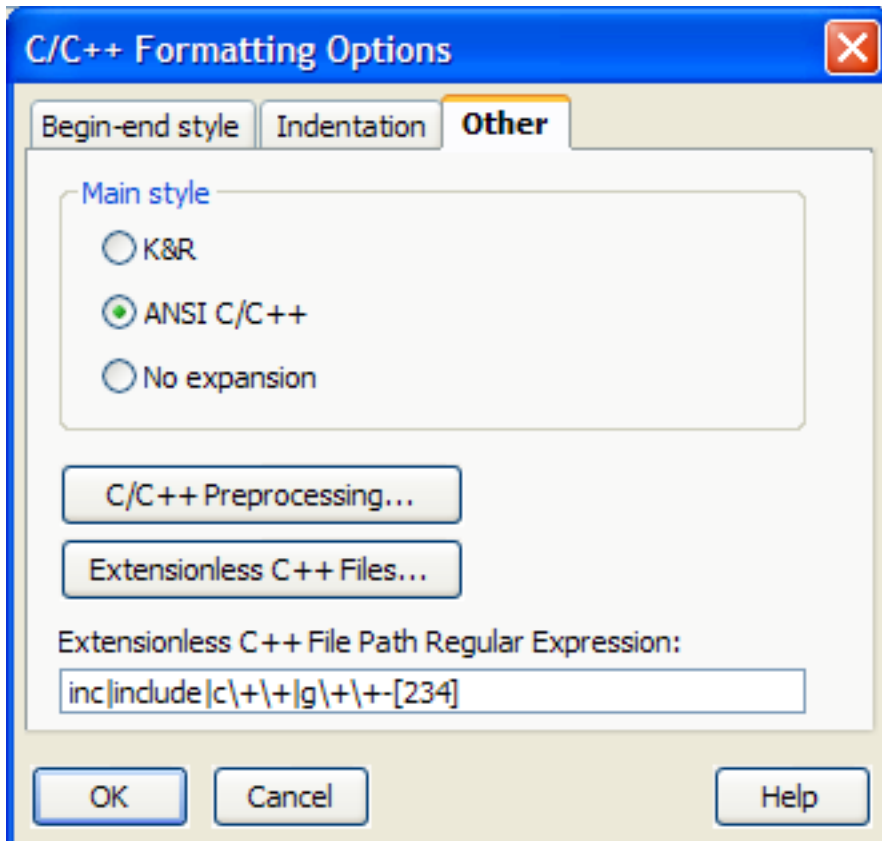 C/C++ Formatting Options
Begin-end style Indentation Other
Main style
K&R
ANSI C/C++
No expansion
C/C++ Preprocessing...
Extensionless C++ Files...
Extensionless C++ File Path Regular Expression:
inc|include|c\+\+|g\+\+-[234]
OK Cancel Help